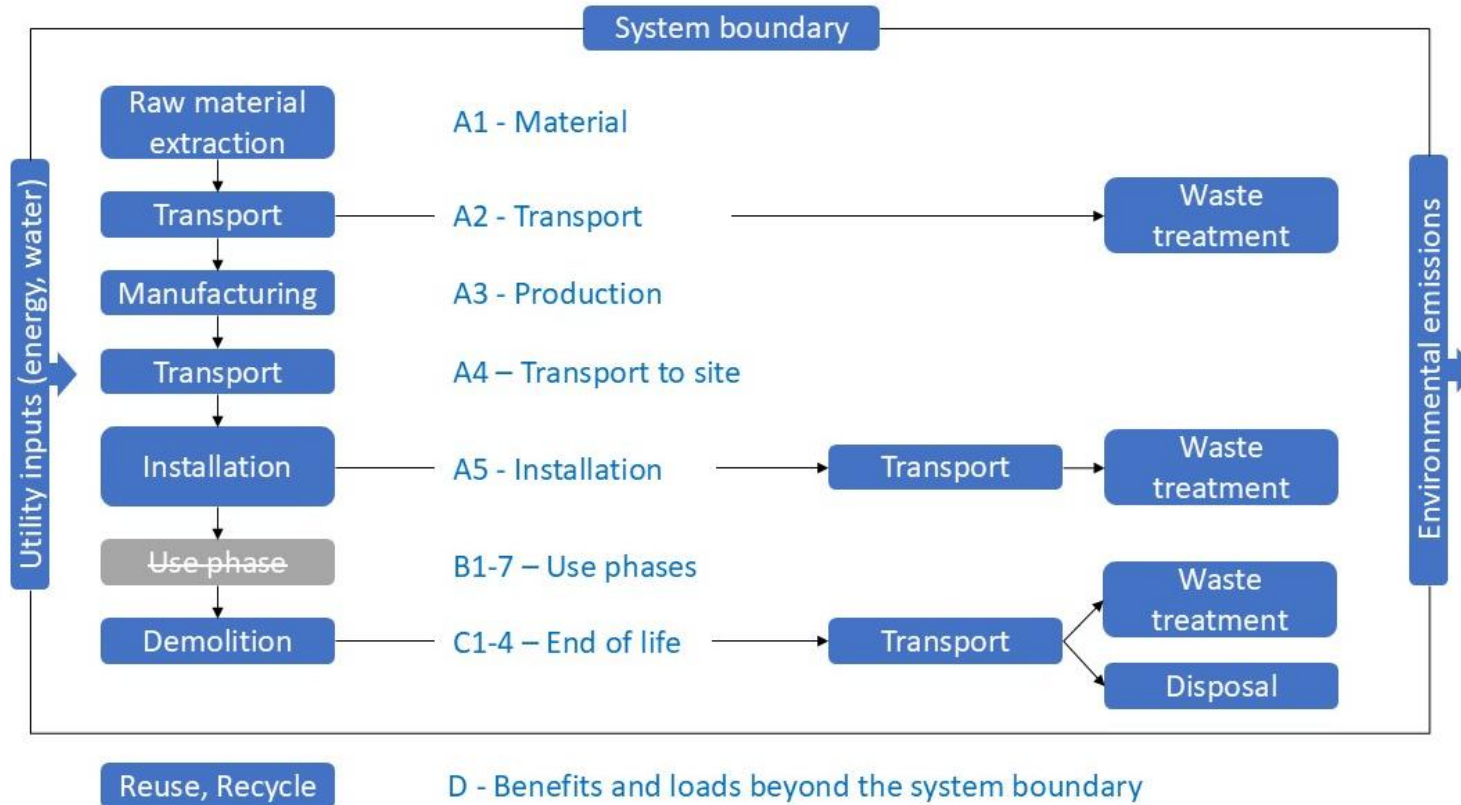 System boundary
Utility inputs (energy, water)
Raw material
extraction
A1 - Material
Transport
A2 - Transport
Waste
treatment
Manufacturing
A3 - Production
Transport
A4 – Transport to site
Installation
A5 - Installation
Transport
Waste
treatment
Use phase
B1-7 – Use phases
Demolition
C1-4 – End of life
Transport
Waste
treatment
Disposal
Environmental emissions
Reuse, Recycle
D - Benefits and loads beyond the system boundary